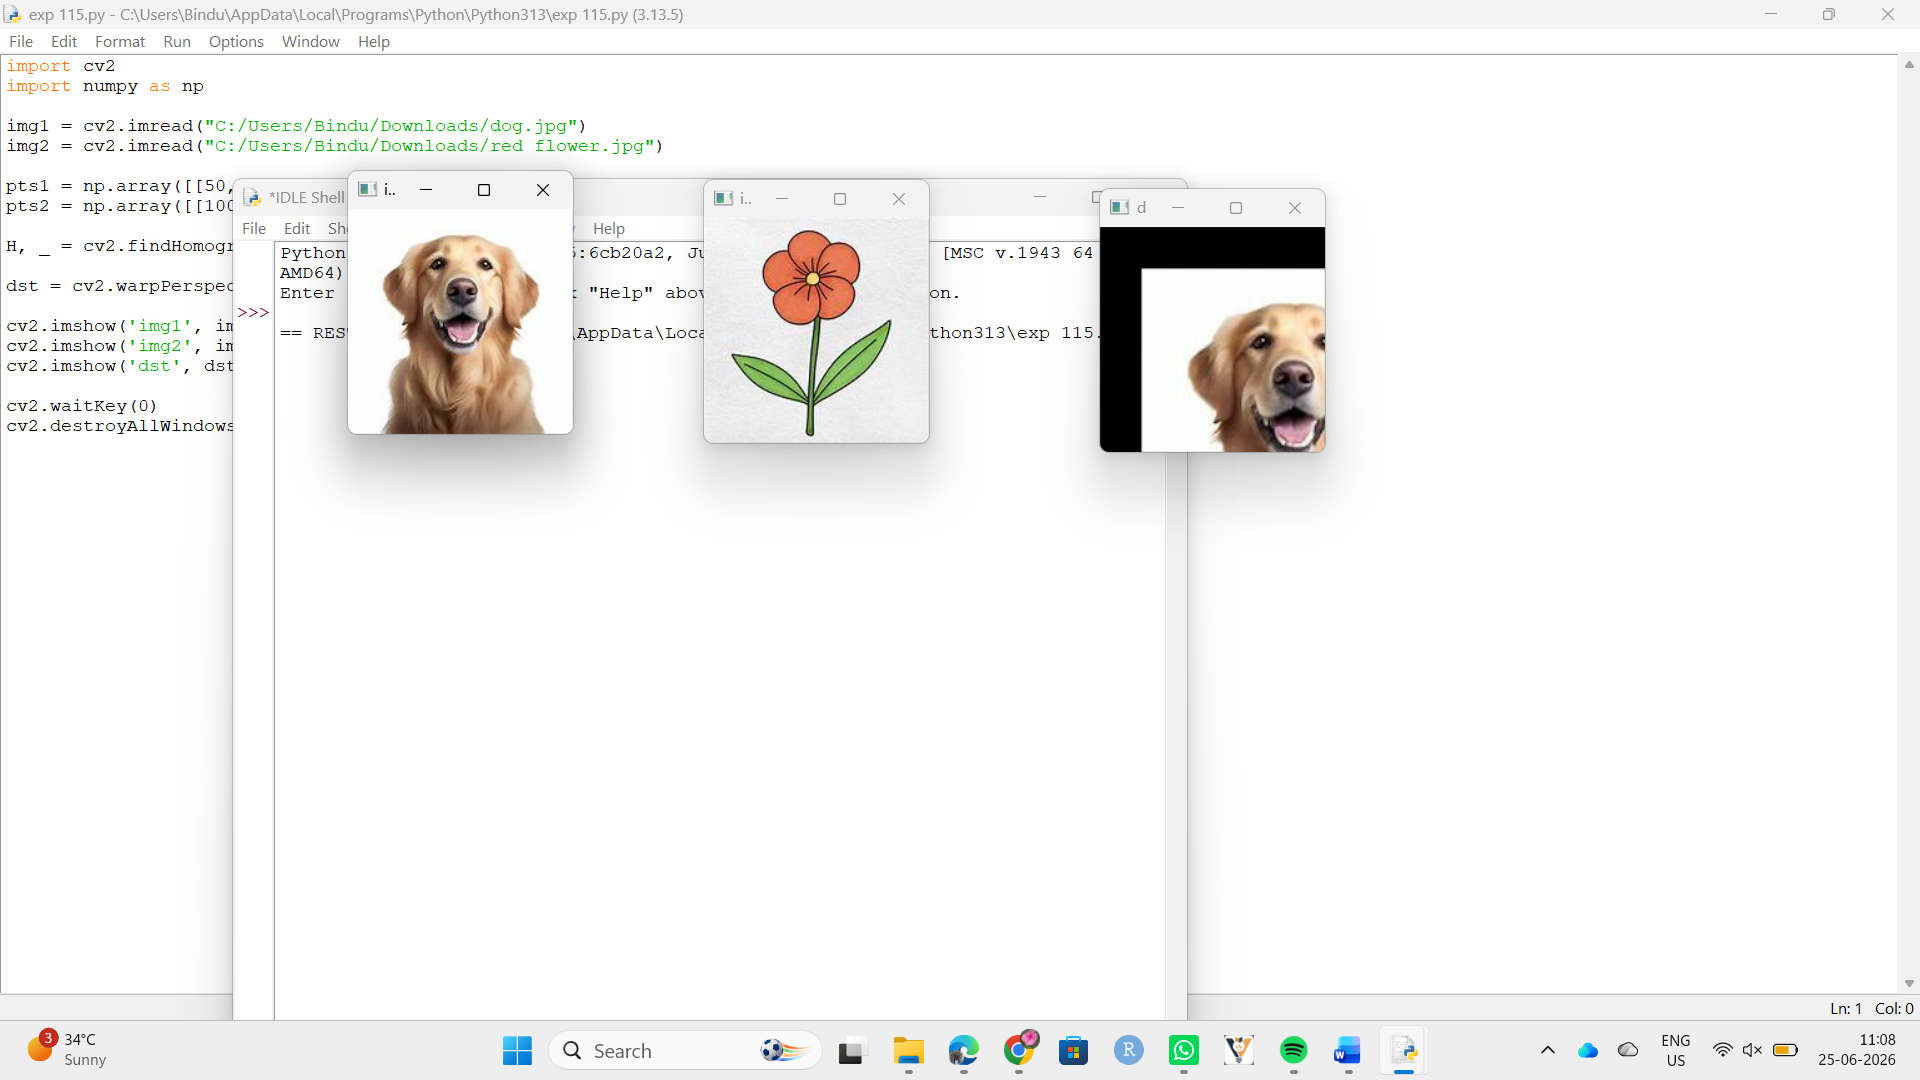 exp 115.py - C:\Users\Bindu\AppData\Local\Programs\Python\Python313\exp 115.py (3.13.5)
File Edit Format Run Options Window Help
import cv2
import numpy as np
img1 = cv2.imread("C:/Users/Bindu/Downloads/dog.jpg")
img2 = cv2.imread("C:/Users/Bindu/Downloads/red flower.jpg")
pts1 = np.array([[50,
pts2 = np.array([[100
H, _ = cv2.findHomogr
dst = cv2.warpPerspec
cv2.imshow('img1', im
cv2.imshow('img2', im
cv2.imshow('dst', dst
cv2.waitKey(0)
cv2.destroyAllWindows
*IDLE Shell
File Edit She Help
Python :6cb20a2, Ju [MSC v.1943 64
AMD64)
Enter "Help" abov on.
>>>
== RES \AppData\Loca thon313\exp 115.
i..
i..
d
Ln: 1 Col: 0
3
34°C
Sunny
Search
R
W
ENG
US
11:08
25-06-2026